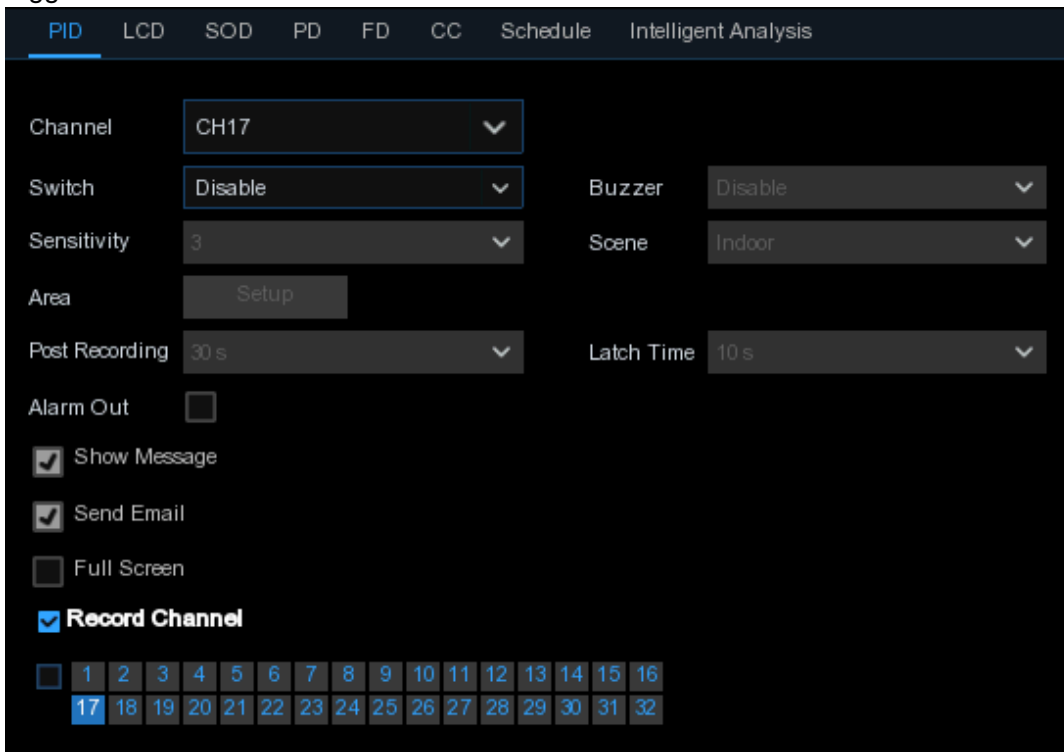 PID LCD SOD PD FD CC Schedule Intelligent Analysis
Channel CH17
Switch Disable Buzzer Disable
Sensitivity 3 Scene Indoor
Area Setup
Post Recording 30 s Latch Time 10 s
Alarm Out
Show Message
Send Email
Full Screen
Record Channel
1 2 3 4 5 6 7 8 9 10 11 12 13 14 15 16
17 18 19 20 21 22 23 24 25 26 27 28 29 30 31 32